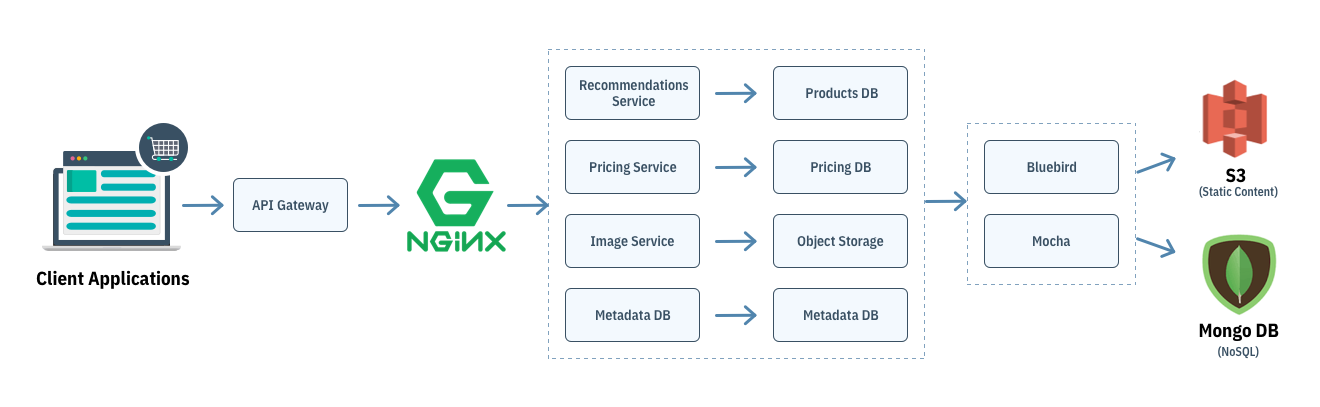 Client Applications
API Gateway
NGINX
Recommendations
Service
Products DB
Pricing Service
Pricing DB
Image Service
Object Storage
Metadata DB
Metadata DB
Bluebird
Mocha
S3
(Static Content)
Mongo DB
(NoSQL)